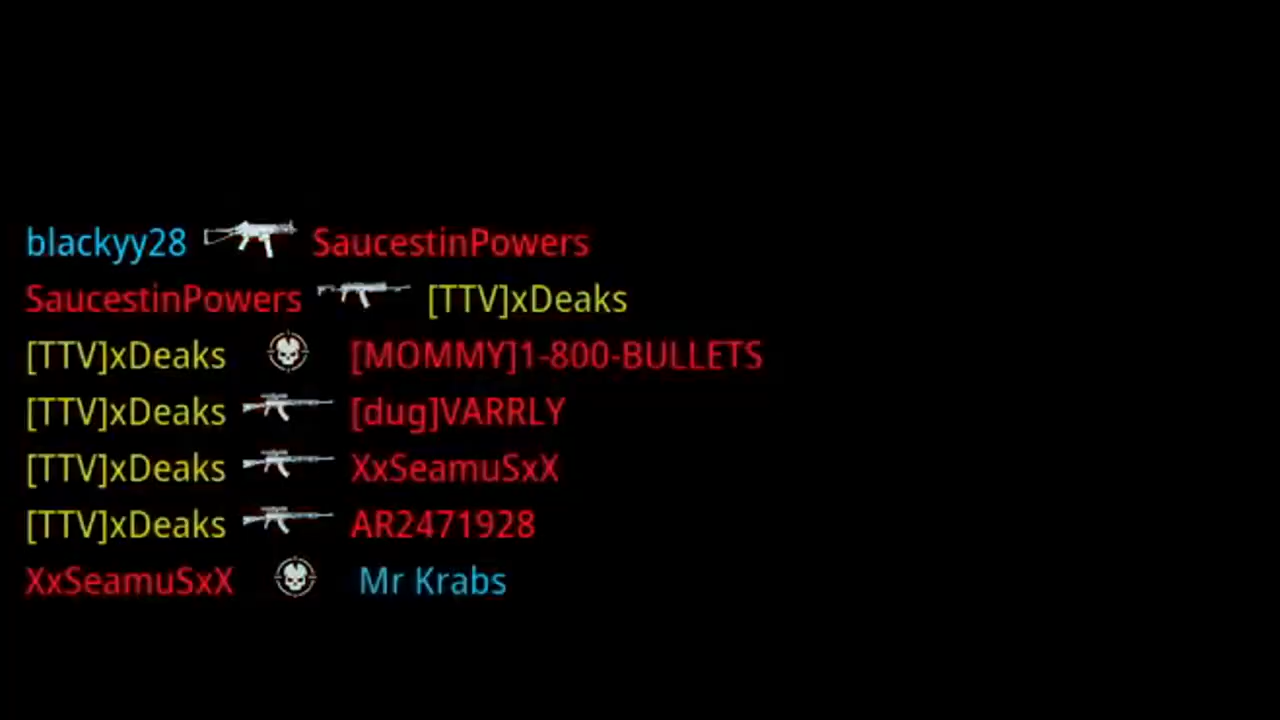 blackyy28 SaucestinPowers
SaucestinPowers [TTV]xDeaks
[TTV]xDeaks [MOMMY]1-800-BULLETS
[TTV]xDeaks [dug]VARRLY
[TTV]xDeaks XxSeamuSxX
[TTV]xDeaks AR2471928
XxSeamuSxX Mr Krabs